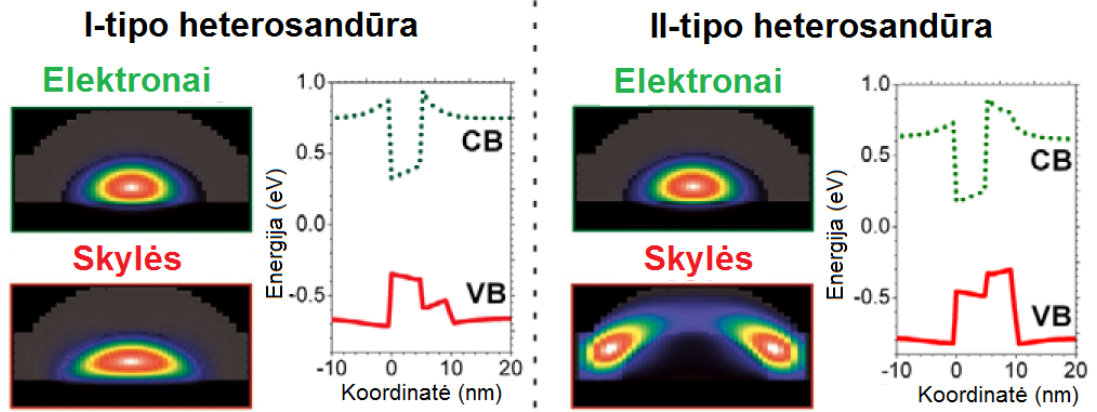 I-tipo heterosandūra
Elektronai
Skylės
Energija (eV)
1.0
0.5
0.0
-0.5
CB
VB
-10 0 10 20
Koordinatė (nm)
II-tipo heterosandūra
Elektronai
Skylės
Energija (eV)
1.0
0.5
0.0
-0.5
CB
VB
-10 0 10 20
Koordinatė (nm)